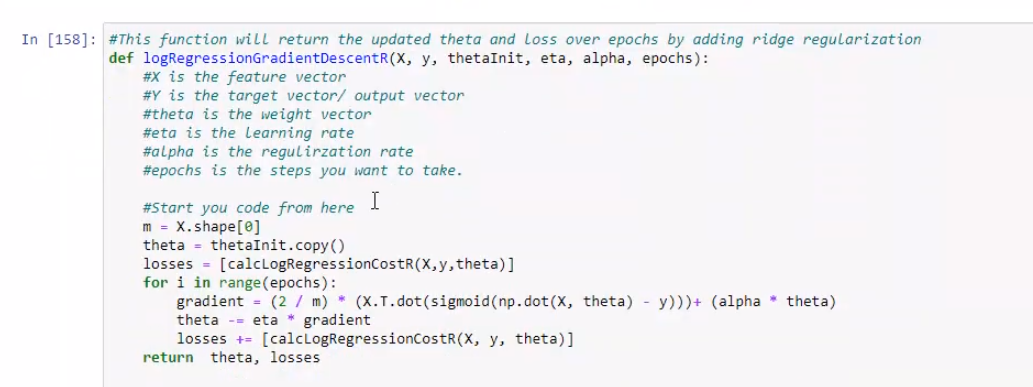 In [158]: #This function will return the updated theta and loss over epochs by adding ridge regularization
def logRegressionGradientDescentR(X, y, thetaInit, eta, alpha, epochs):
    #X is the feature vector
    #Y is the target vector/ output vector
    #theta is the weight vector
    #eta is the learning rate
    #alpha is the regulirzation rate
    #epochs is the steps you want to take.

    #Start you code from here
    m = X.shape[0]
    theta = thetaInit.copy()
    losses = [calcLogRegressionCostR(X,y,theta)]
    for i in range(epochs):
        gradient = (2 / m) * (X.T.dot(sigmoid(np.dot(X, theta) - y)))+ (alpha * theta)
        theta -= eta * gradient
        losses += [calcLogRegressionCostR(X, y, theta)]
    return  theta, losses